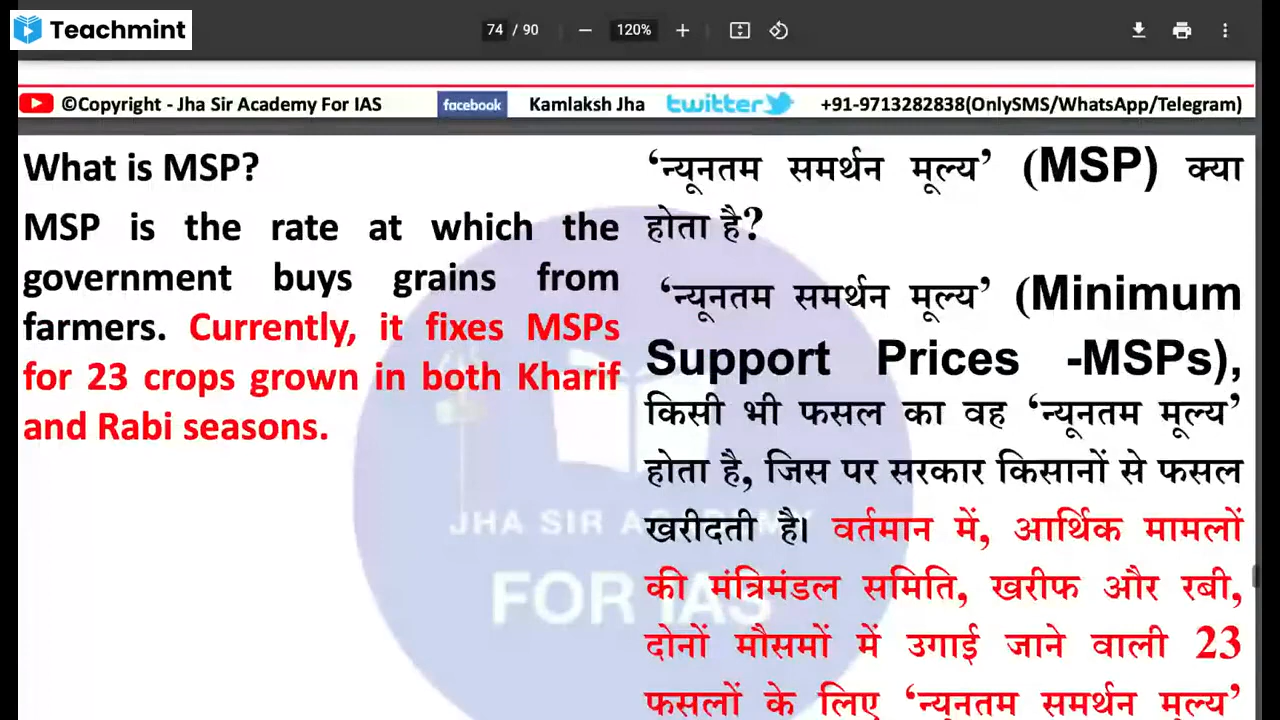 Teachmint
74 / 90
120%
©Copyright - Jha Sir Academy For IAS
facebook
Kamlaksh Jha
twitter
+91-9713282838(OnlySMS/WhatsApp/Telegram)
What is MSP?
MSP is the rate at which the
government buys grains from
farmers. Currently, it fixes MSPs
for 23 crops grown in both Kharif
and Rabi seasons.
‘न्यूनतम समर्थन मूल्य’ (MSP) क्या
होता है?
‘न्यूनतम समर्थन मूल्य’ (Minimum
Support Prices -MSPs),
किसी भी फसल का वह ‘न्यूनतम मूल्य’
होता है, जिस पर सरकार किसानों से फसल
खरीदती है। वर्तमान में, आर्थिक मामलों
की मंत्रिमंडल समिति, खरीफ और रबी,
दोनों मौसमों में उगाई जाने वाली 23
फसलों के लिए ‘न्यूनतम समर्थन मूल्य’
JHA SIR ACADEMY
FOR IAS